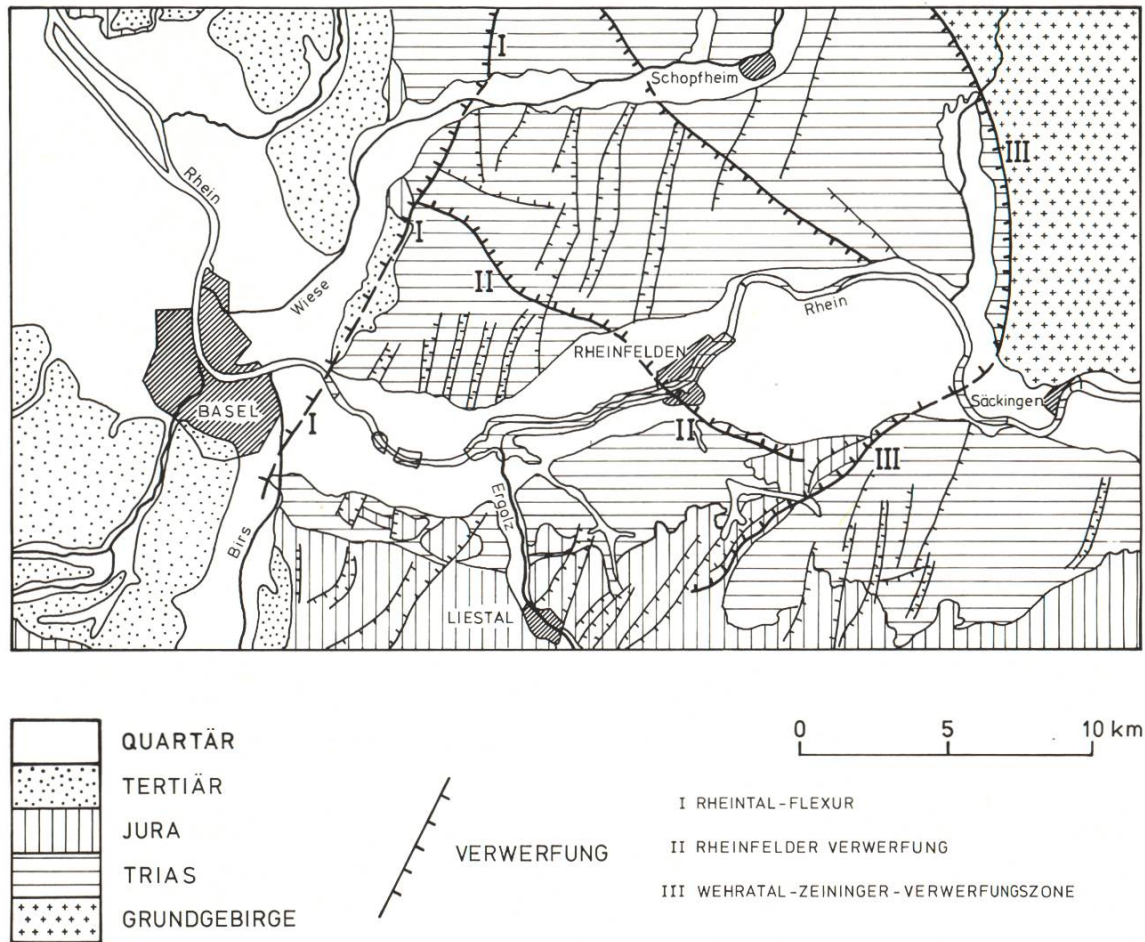 I
Schopfheim
III
Rhein
I
Wiese
II
Rhein
RHEINFELDEN
BASEL
Säckingen
I
II
III
Birs
Ergolz
LIESTAL
QUARTÄR
TERTIÄR
JURA
TRIAS
GRUNDGEBIRGE
VERWERFUNG
0 5 10 km
I RHEINTAL-FLEXUR
II RHEINFELDER VERWERFUNG
III WEHRATAL-ZEININGER-VERWERFUNGSZONE